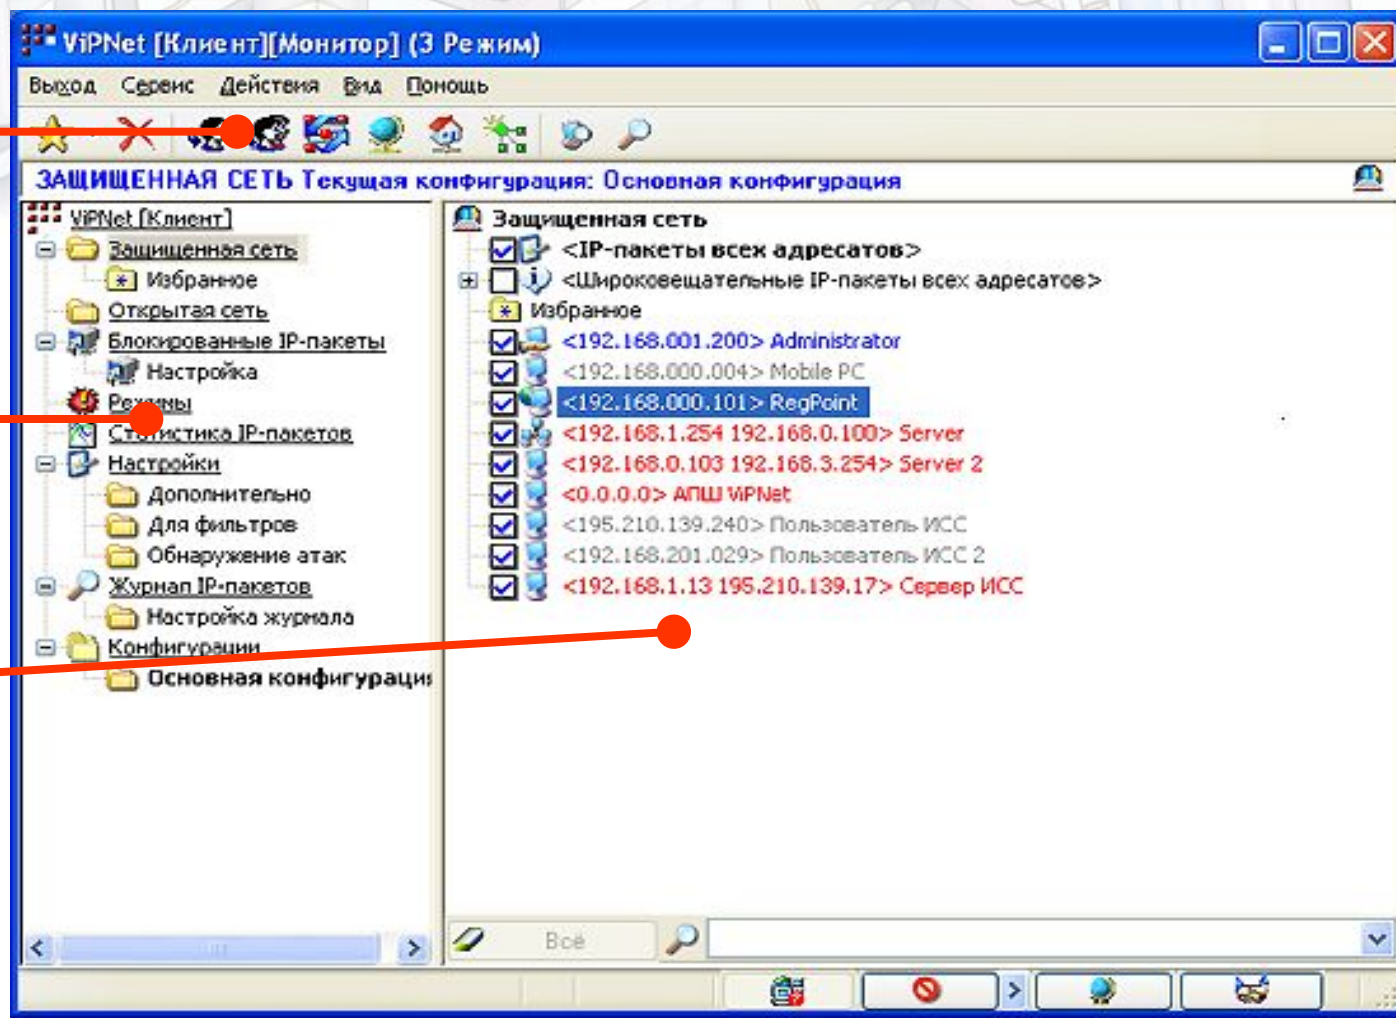 ViPNet [Клиент][Монитор] (3 Режим)
Выход Сервис Действия Вид Помощь
ЗАЩИЩЕННАЯ СЕТЬ Текущая конфигурация: Основная конфигурация
ViPNet [Клиент]
Защищенная сеть
Избранное
Открытая сеть
Блокированные IP-пакеты
Настройка
Режимы
Статистика IP-пакетов
Настройки
Дополнительно
Для фильтров
Обнаружение атак
Журнал IP-пакетов
Настройка журнала
Конфигурации
Основная конфигурация
Защищенная сеть
<IP-пакеты всех адресатов>
<Широковещательные IP-пакеты всех адресатов>
Избранное
<192.168.001.200> Administrator
<192.168.000.004> Mobile PC
<192.168.000.101> RegPoint
<192.168.1.254 192.168.0.100> Server
<192.168.0.103 192.168.3.254> Server 2
<0.0.0.0> АПШ ViPNet
<195.210.139.240> Пользователь ИСС
<192.168.201.029> Пользователь ИСС 2
<192.168.1.13 195.210.139.17> Сервер ИСС
Всё